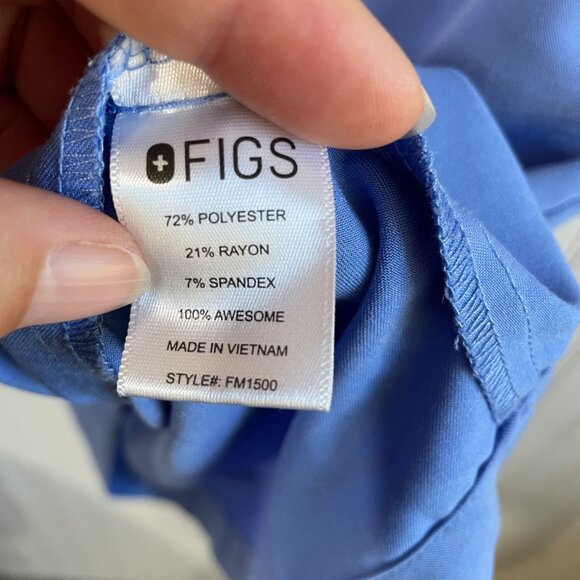 FIGS
72% POLYESTER
21% RAYON
7% SPANDEX
100% AWESOME
MADE IN VIETNAM
STYLE#: FM1500